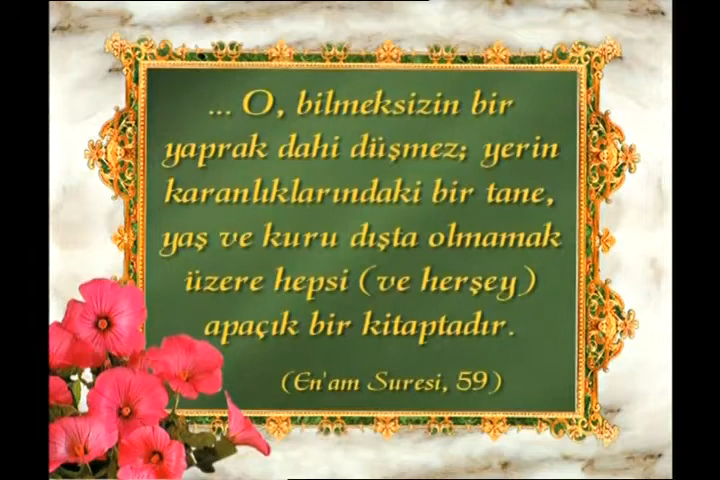 ... O, bilmeksizin bir
yaprak dahi düşmez; yerin
karanlıklarındaki bir tane,
yaş ve kuru dışta olmamak
üzere hepsi (ve herşey)
apaçık bir kitaptadır.
(En'am Suresi, 59)